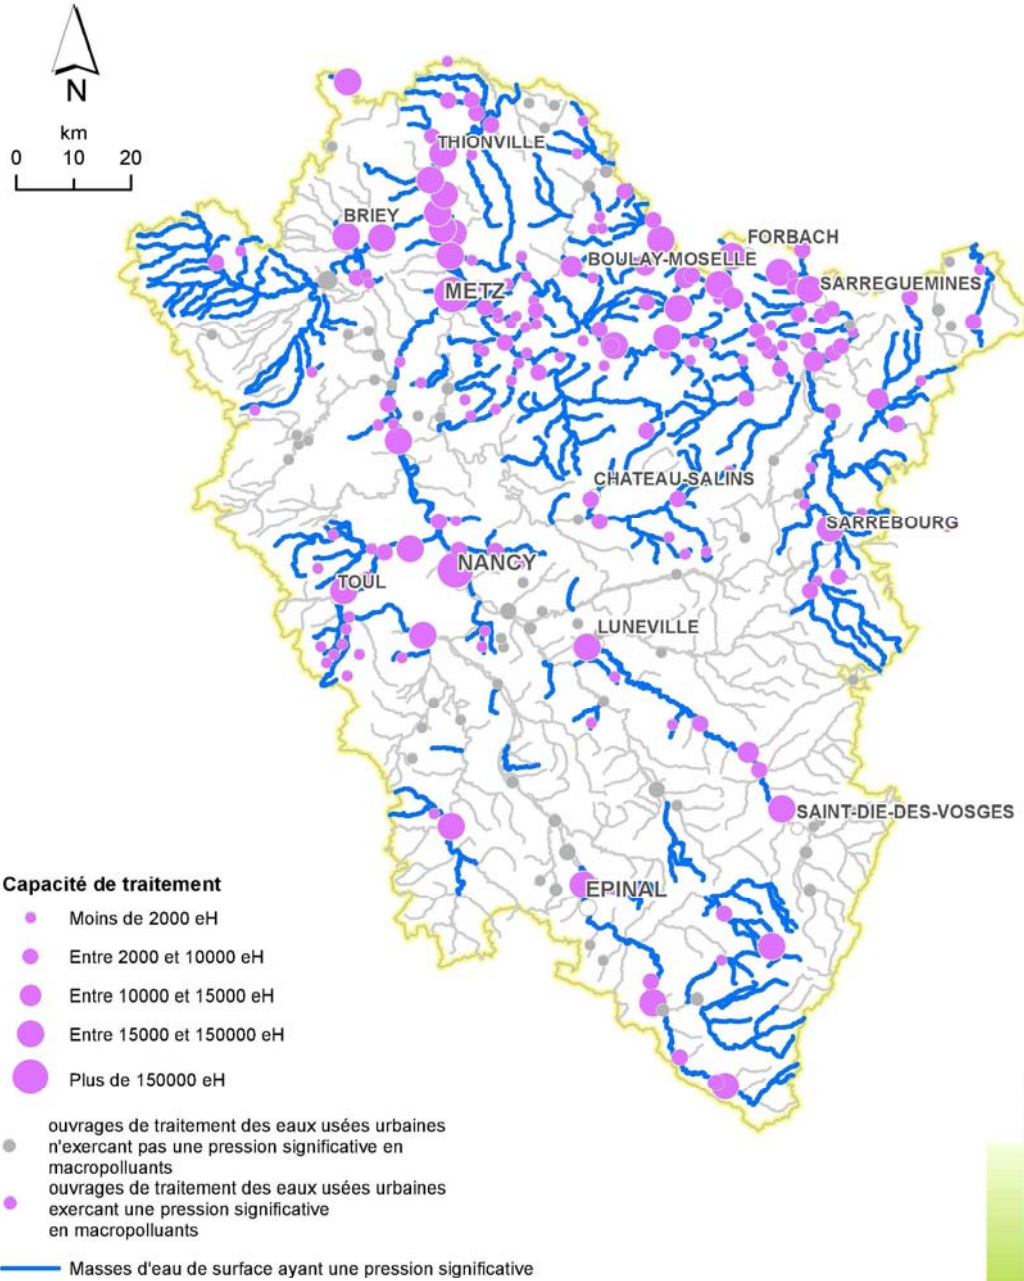 N
km
0 10 20
THIONVILLE
BRIEY
FORBACH
BOULAY-MOSELLE
SARREGUEMINES
METZ
CHATEAU-SALINS
SARREBOURG
NANCY
TOUL
LUNEVILLE
SAINT-DIE-DES-VOSGES
EPINAL
Capacité de traitement
Moins de 2000 eH
Entre 2000 et 10000 eH
Entre 10000 et 15000 eH
Entre 15000 et 150000 eH
Plus de 150000 eH
ouvrages de traitement des eaux usées urbaines
n'exercant pas une pression significative en
macropolluants
ouvrages de traitement des eaux usées urbaines
exercant une pression significative
en macropolluants
Masses d'eau de surface ayant une pression significative